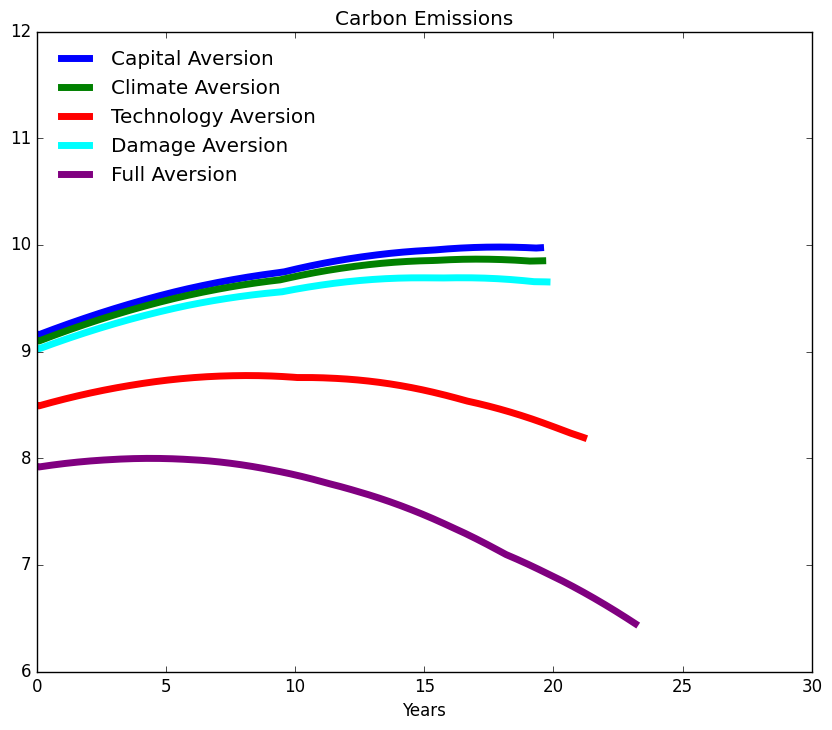 Carbon Emissions
12
11
10
9
8
7
6
Capital Aversion
Climate Aversion
Technology Aversion
Damage Aversion
Full Aversion
0 5 10 15 20 25 30
Years